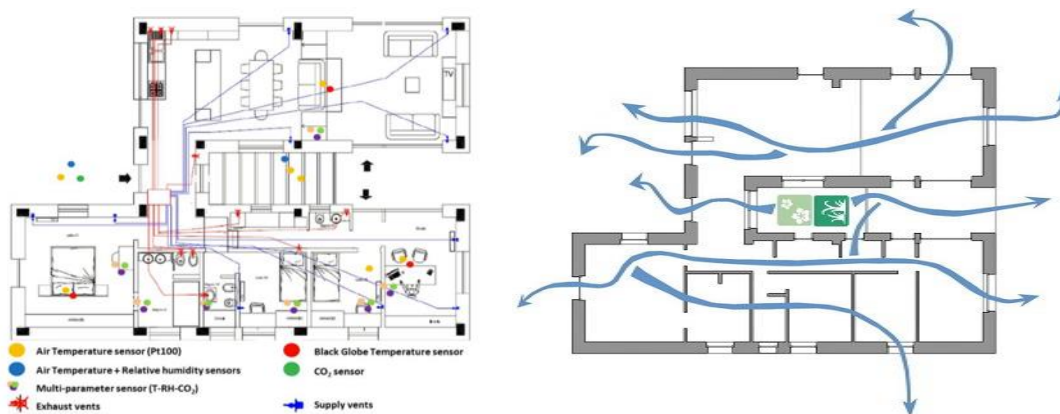 TV
Air Temperature sensor (Pt100)
Black Globe Temperature sensor
Air Temperature + Relative humidity sensors
CO₂ sensor
Multi-parameter sensor (T-RH-CO₂)
Exhaust vents
Supply vents